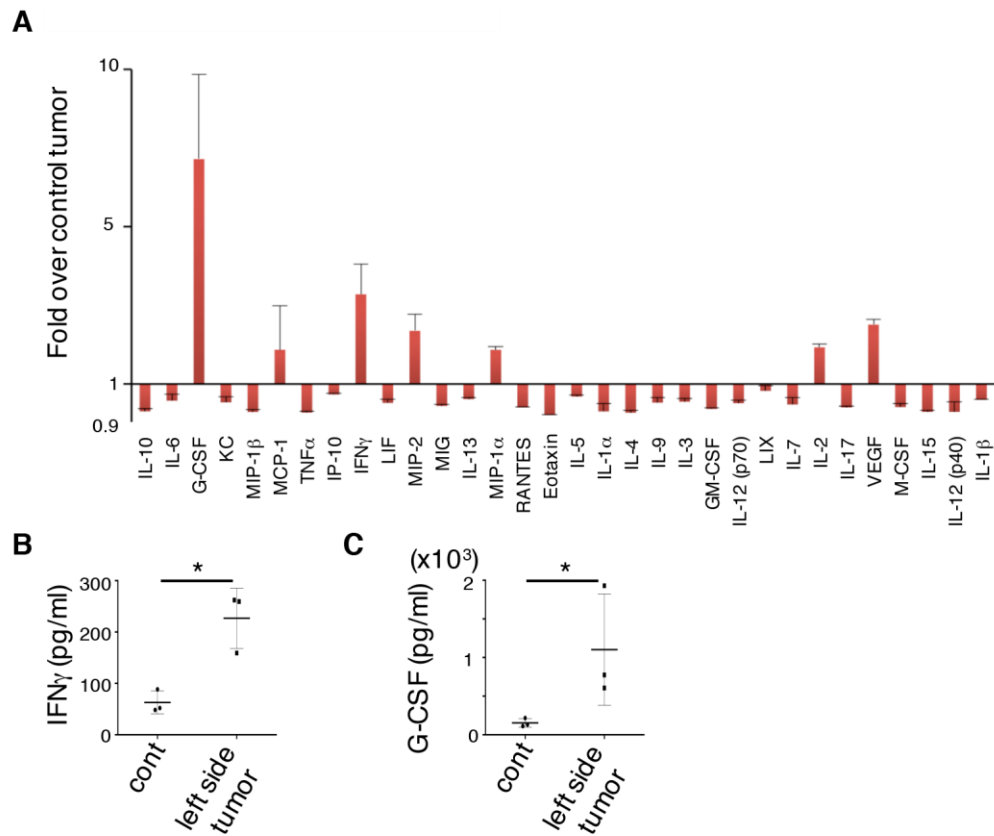 A
Fold over control tumor
10
5
1
0.9
IL-10
IL-6
G-CSF
KC
MIP-1β
MCP-1
TNFα
IP-10
IFNγ
LIF
MIP-2
MIG
IL-13
MIP-1α
RANTES
Eotaxin
IL-5
IL-1α
IL-4
IL-9
IL-3
GM-CSF
IL-12 (p70)
LIX
IL-7
IL-2
IL-17
VEGF
M-CSF
IL-15
IL-12 (p40)
IL-1β
B
IFNγ (pg/ml)
300
200
100
0
*
cont
left side
tumor
C
(x10³)
G-CSF (pg/ml)
2
1
0
*
cont
left side
tumor